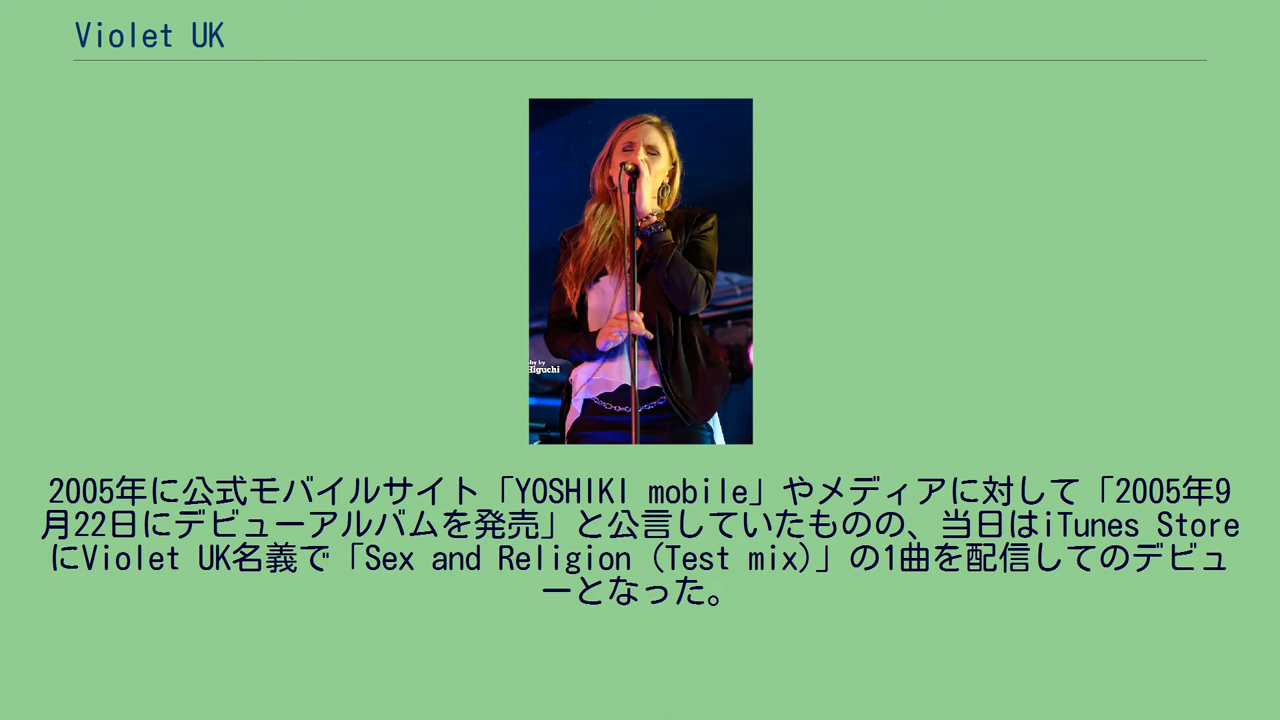 Violet UK
by by
Higuchi
2005年に公式モバイルサイト「YOSHIKI mobile」やメディアに対して「2005年9
月22日にデビューアルバムを発売」と公言していたものの、当日はiTunes Store
にViolet UK名義で「Sex and Religion (Test mix)」の1曲を配信してのデビュ
ーとなった。